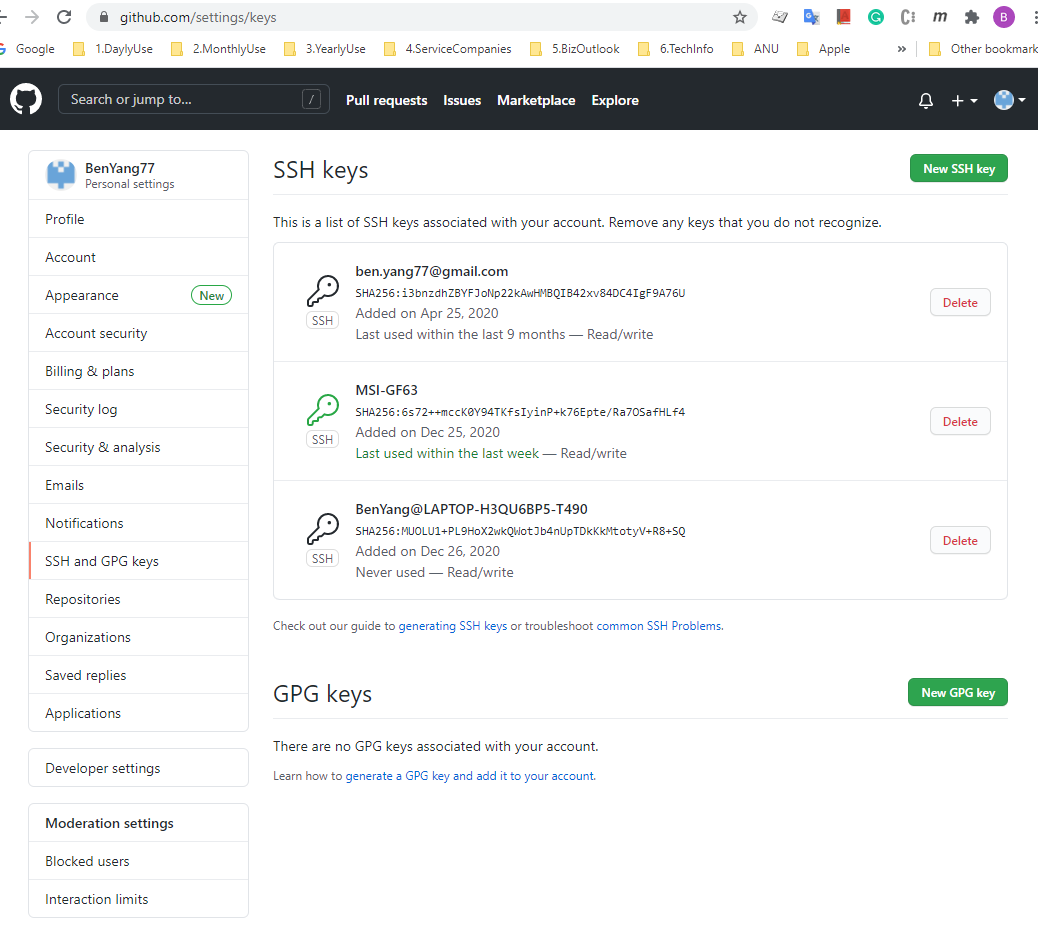 github.com/settings/keys
Google 1.DaylyUse 2.MonthlyUse 3.YearlyUse 4.ServiceCompanies 5.BizOutlook 6.TechInfo ANU Apple » Other bookmark
Search or jump to... / Pull requests Issues Marketplace Explore
BenYang77
Personal settings
Profile
Account
Appearance New
Account security
Billing & plans
Security log
Security & analysis
Emails
Notifications
SSH and GPG keys
Repositories
Organizations
Saved replies
Applications
Developer settings
Moderation settings
Blocked users
Interaction limits
SSH keys
New SSH key
This is a list of SSH keys associated with your account. Remove any keys that you do not recognize.
ben.yang77@gmail.com
SHA256:i3bnzdhZBYFJoNp22kAwHMBQIB42xv84DC4IgF9A76U
Added on Apr 25, 2020
Last used within the last 9 months — Read/write
SSH
Delete
MSI-GF63
SHA256:6s72++mccK0Y94TKfsIyinP+k76Epte/Ra7OSafHLf4
Added on Dec 25, 2020
Last used within the last week — Read/write
SSH
Delete
BenYang@LAPTOP-H3QU6BP5-T490
SHA256:MUOLU1+PL9HoX2wkQWotJb4nUpTDkKkMtotyV+R8+SQ
Added on Dec 26, 2020
Never used — Read/write
SSH
Delete
Check out our guide to generating SSH keys or troubleshoot common SSH Problems.
GPG keys
New GPG key
There are no GPG keys associated with your account.
Learn how to generate a GPG key and add it to your account.